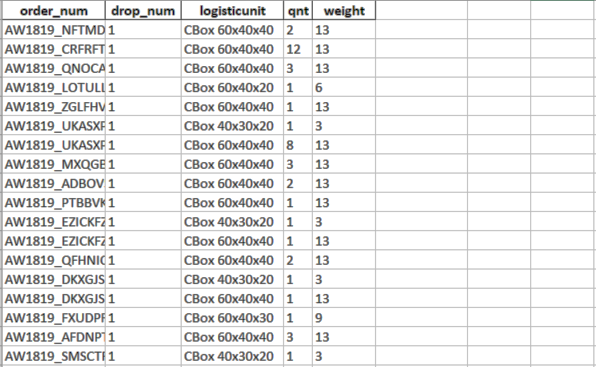 order_num drop_num logisticunit qnt weight
AW1819_NFTMD 1 CBox 60x40x40 2 13
AW1819_CRFRFT 1 CBox 60x40x40 12 13
AW1819_QNOCA 1 CBox 60x40x40 3 13
AW1819_LOTULL 1 CBox 60x40x20 1 6
AW1819_ZGLFHV 1 CBox 60x40x40 1 13
AW1819_UKASXP 1 CBox 40x30x20 1 3
AW1819_UKASXP 1 CBox 60x40x40 8 13
AW1819_MXQGB 1 CBox 60x40x40 3 13
AW1819_ADBOV 1 CBox 60x40x40 2 13
AW1819_PTBBVK 1 CBox 60x40x40 1 13
AW1819_EZICKFZ 1 CBox 40x30x20 1 3
AW1819_EZICKFZ 1 CBox 60x40x40 1 13
AW1819_QFHNIC 1 CBox 60x40x40 2 13
AW1819_DKXGJS 1 CBox 40x30x20 1 3
AW1819_DKXGJS 1 CBox 60x40x40 1 13
AW1819_FXUDPF 1 CBox 60x40x30 1 9
AW1819_AFDNPT 1 CBox 60x40x40 3 13
AW1819_SMSCTF 1 CBox 40x30x20 1 3